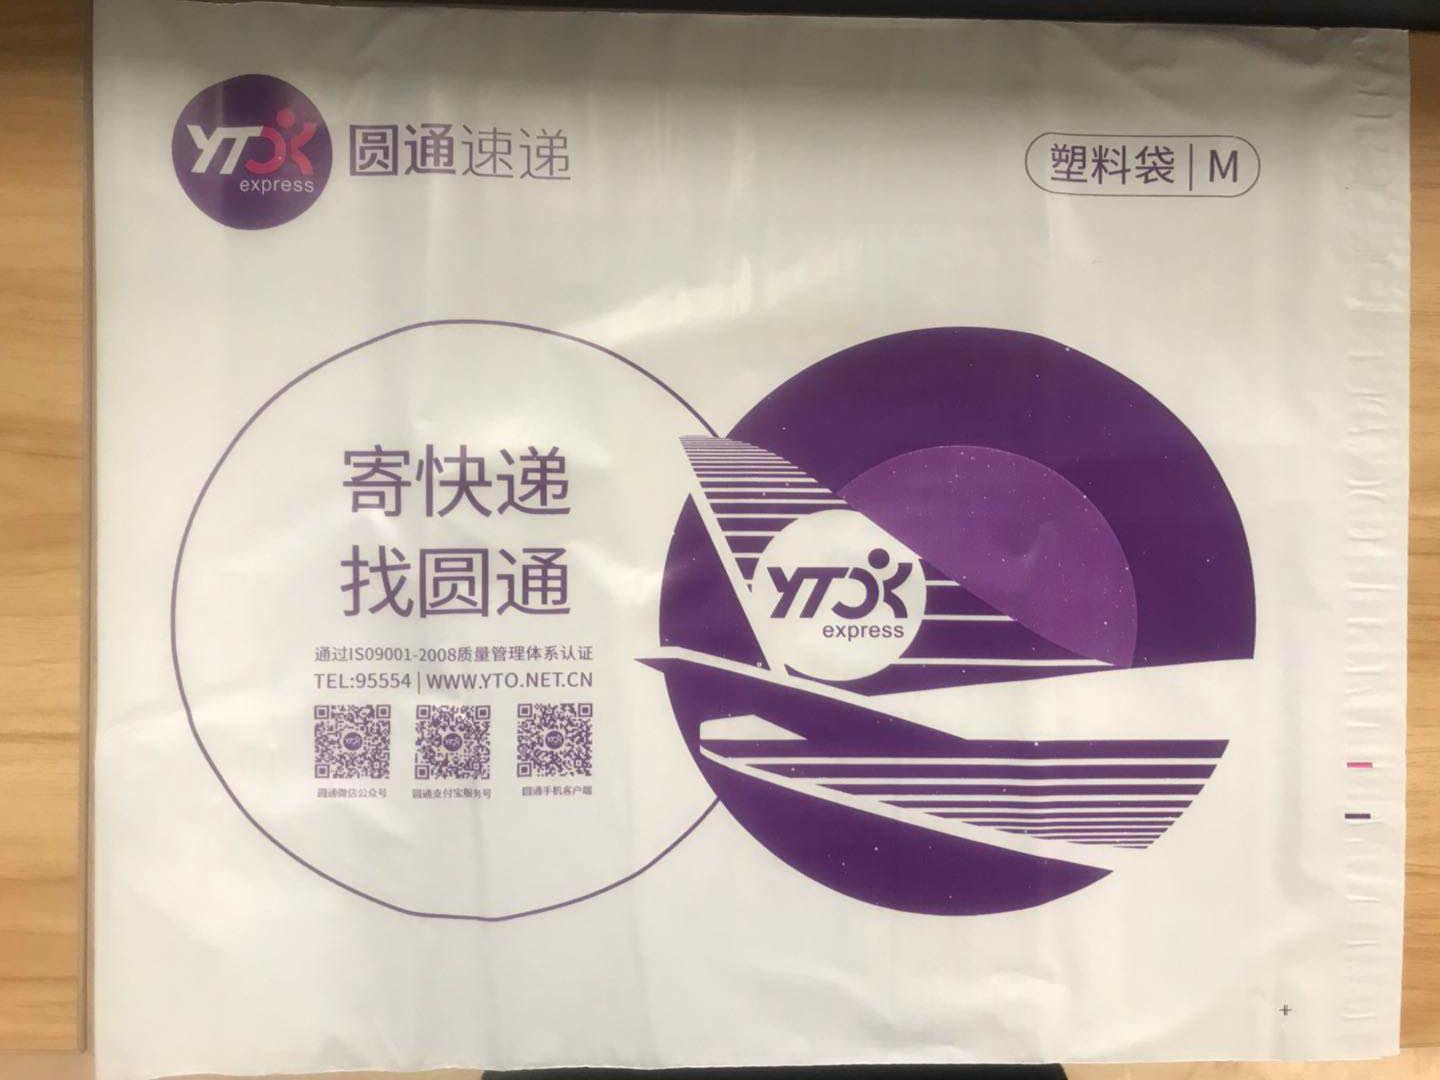 YTO
express
圆通速递
塑料袋|M
寄快递
找圆通
通过ISO9001-2008质量管理体系认证
TEL:95554|WWW.YTO.NET.CN
圆通微信公众号 圆通支付宝服务号 圆通手机客户端
YTO
express